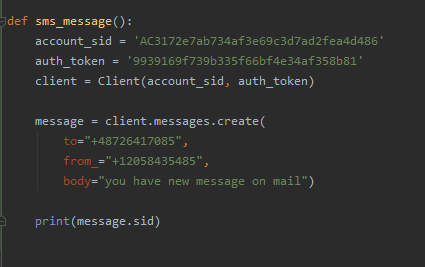 def sms_message():
account_sid = 'AC3172e7ab734af3e69c3d7ad2fea4d486'
auth_token = '9939169f739b335f66bf4e34af358b81'
client = Client(account_sid, auth_token)
message = client.messages.create(
to="+48726417085",
from_="+12058435485",
body="you have new message on mail")
print(message.sid)